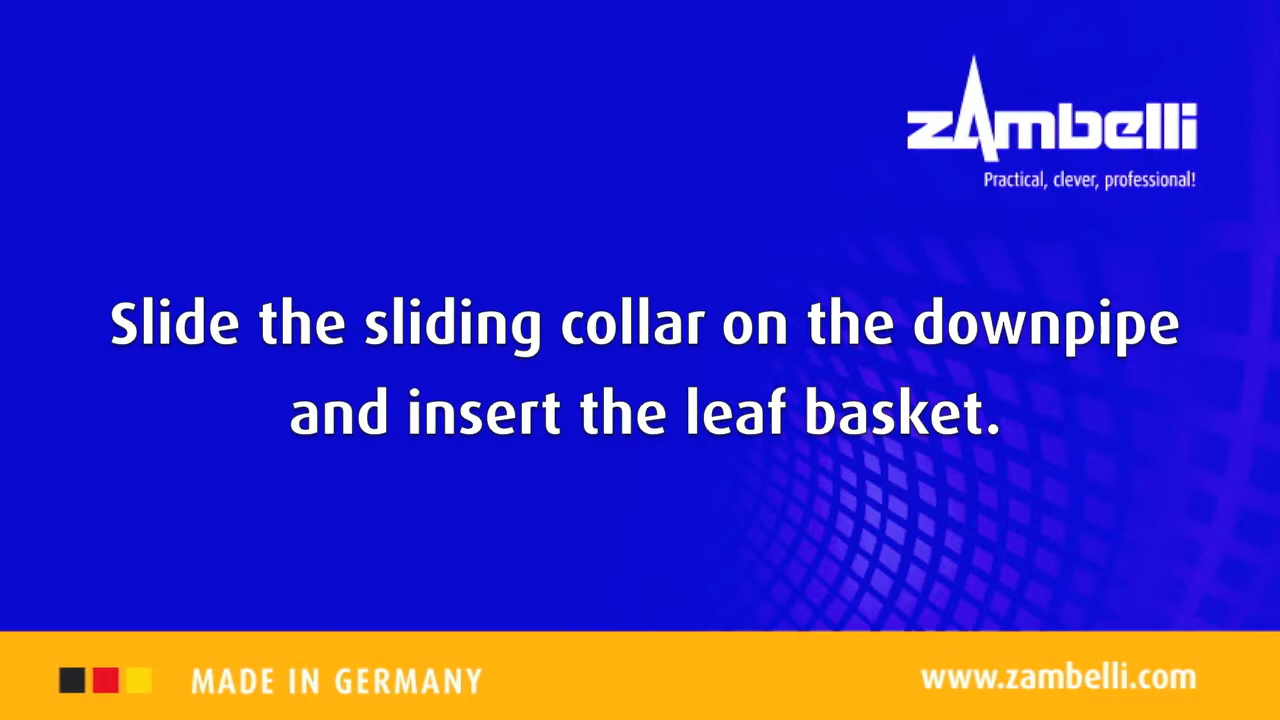 zAmbelli
Practical, clever, professional!
Slide the sliding collar on the downpipe
and insert the leaf basket.
MADE IN GERMANY
www.zambelli.com